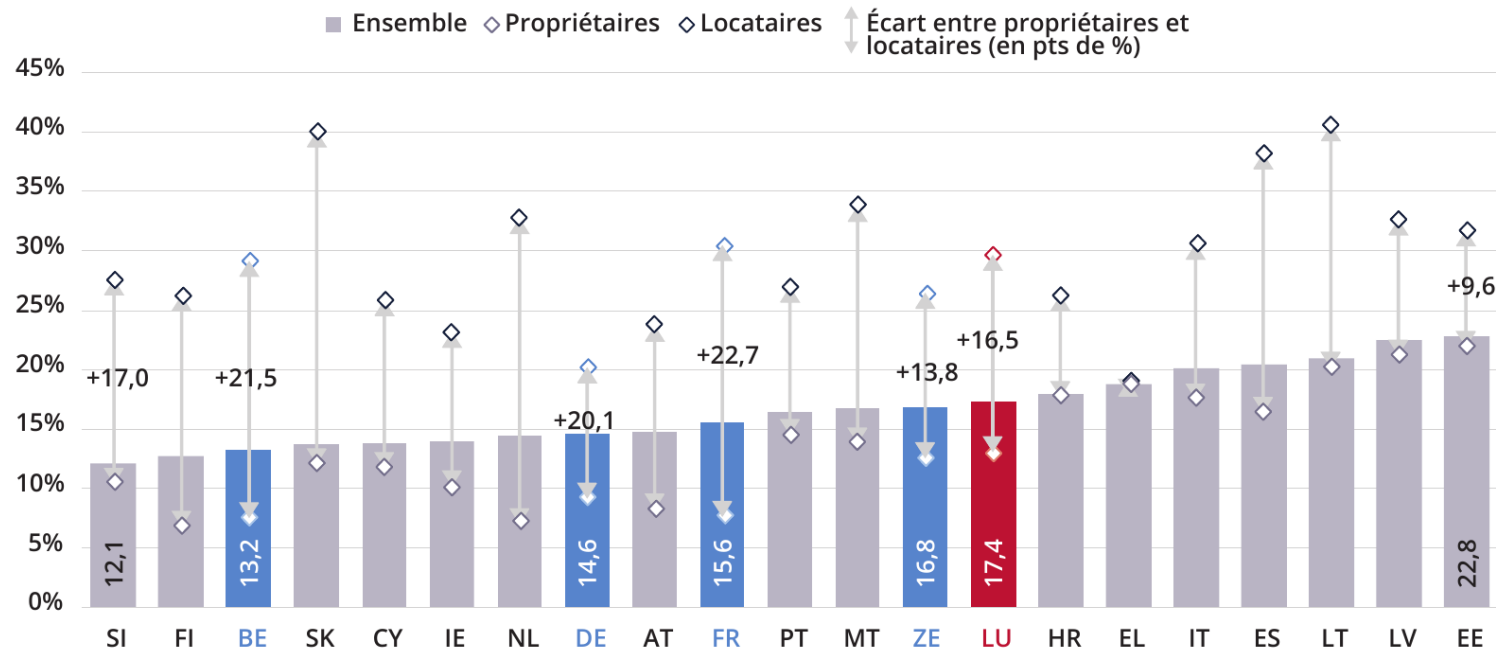 Ensemble Propriétaires Locataires Écart entre propriétaires et
locataires (en pts de %)
45%
40%
35%
30%
25%
20%
15%
10%
5%
0%
+17,0 +21,5 +20,1 +22,7 +13,8 +16,5 +9,6
12,1 13,2 14,6 15,6 16,8 17,4 22,8
SI FI BE SK CY IE NL DE AT FR PT MT ZE LU HR EL IT ES LT LV EE